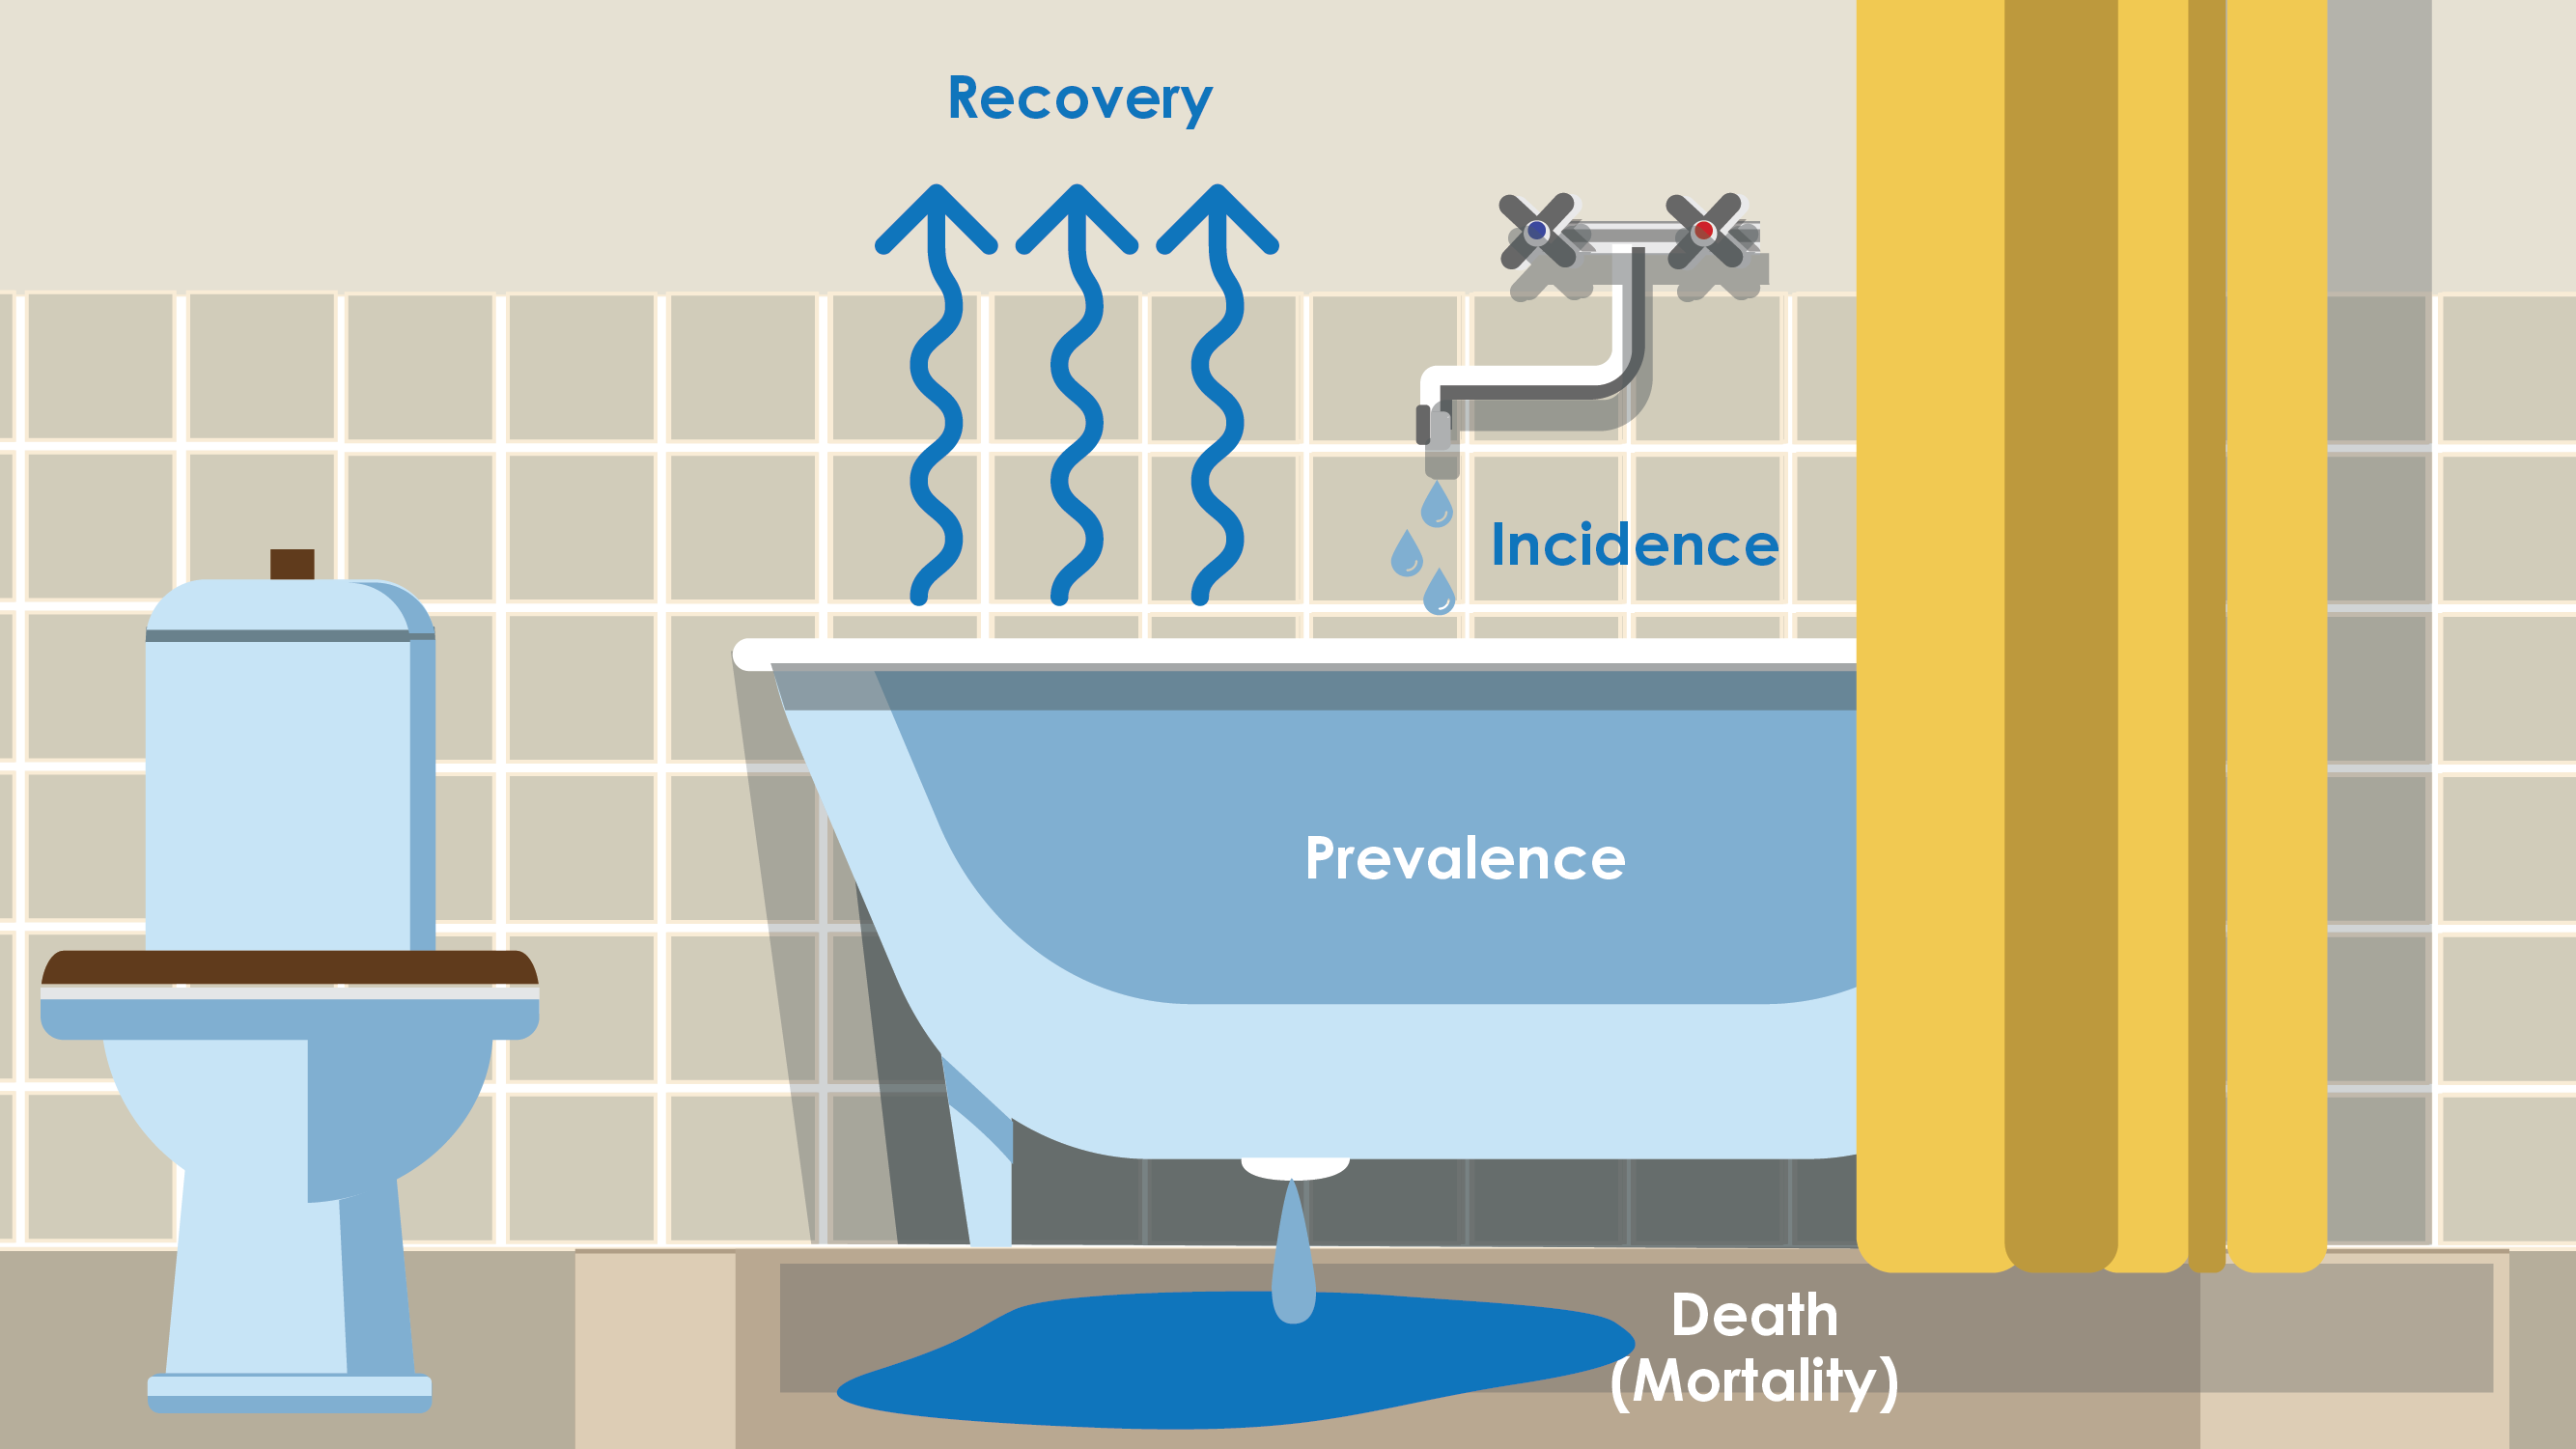 Recovery
Incidence
Prevalence
Death
(Mortality)